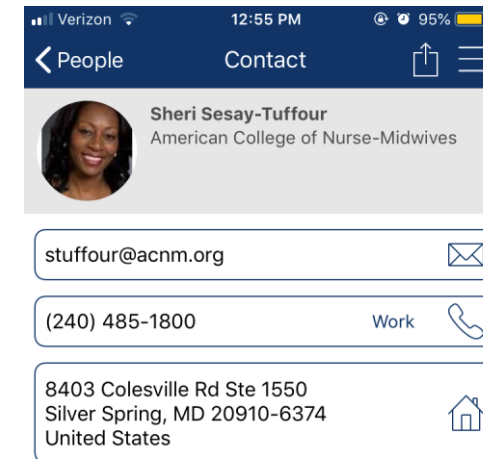 Verizon 12:55 PM 95%
People Contact
Sheri Sesay-Tuffour
American College of Nurse-Midwives
stuffour@acnm.org
(240) 485-1800 Work
8403 Colesville Rd Ste 1550
Silver Spring, MD 20910-6374
United States